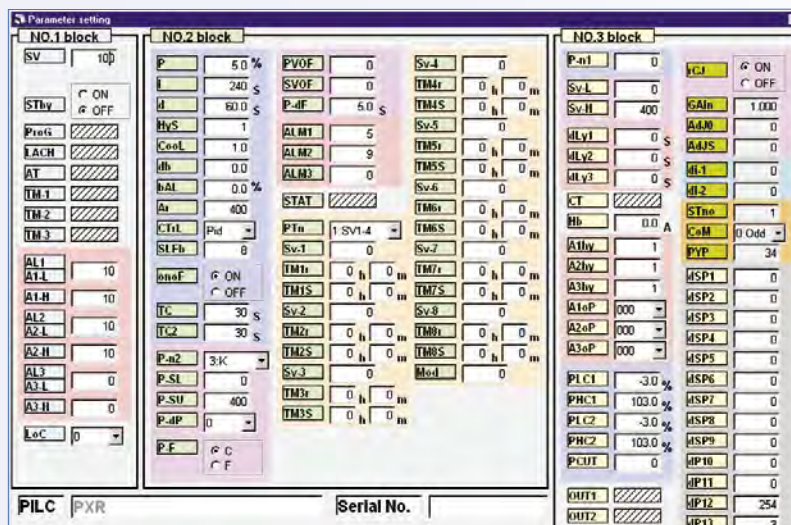 Parameter setting
NO.1 block
SV 100
STby ON
OFF
ProG
LACH
AT
TM-1
TM-2
TM-3
AL1
A1-L 10
A1-H 10
AL2
A2-L 10
A2-H 10
AL3
A3-L 0
A3-H 0
LoC 0
NO.2 block
P 5.0 %
I 240 S
d 60.0 S
HyS 1
CooL 1.0
db 0.0
bAL 0.0 %
Ar 400
CTrL Pid
SLFb 8
onoF ON
OFF
TC 30 S
TC2 30 S
P-n2 3:K
P-SL 0
P-SU 400
P-dP 0
P-F C
F
PVOF 0
SVOF 0
P-dF 5.0 S
ALM1 5
ALM2 9
ALM3 0
STAT
PTn 1 SV1-4
Sv-1 0
TM1r 0 h 0 m
TM1S 0 h 0 m
Sv-2 0
TM2r 0 h 0 m
TM2S 0 h 0 m
Sv-3 0
TM3r 0 h 0 m
TM3S 0 h 0 m
Sv-4 0
TM4r 0 h 0 m
TM4S 0 h 0 m
Sv-5 0
TM5r 0 h 0 m
TM5S 0 h 0 m
Sv-6 0
TM6r 0 h 0 m
TM6S 0 h 0 m
Sv-7 0
TM7r 0 h 0 m
TM7S 0 h 0 m
Sv-8 0
TM8r 0 h 0 m
TM8S 0 h 0 m
Mod 0
NO.3 block
P-n1 0
Sv-L 0
Sv-H 400
dLy1 0 S
dLy2 0 S
dLy3 0 S
CT
Hb 0.0 A
A1hy 1
A2hy 1
A3hy 1
A1oP 000
A2oP 000
A3oP 000
PLC1 -3.0 %
PHC1 103.0 %
PLC2 -3.0 %
PHC2 103.0 %
PCUT 0
OUT1
OUT2
rCJ ON
OFF
GAIn 1.000
AdJ0 0
AdJS 0
di-1 0
di-2 0
STno 1
CoM 0 Odd
PYP 34
dSP1 0
dSP2 0
dSP3 0
dSP4 0
dSP5 0
dSP6 0
dSP7 0
dSP8 0
dSP9 0
dP10 0
dP11 0
dP12 254
dP13
PILC PXR Serial No.